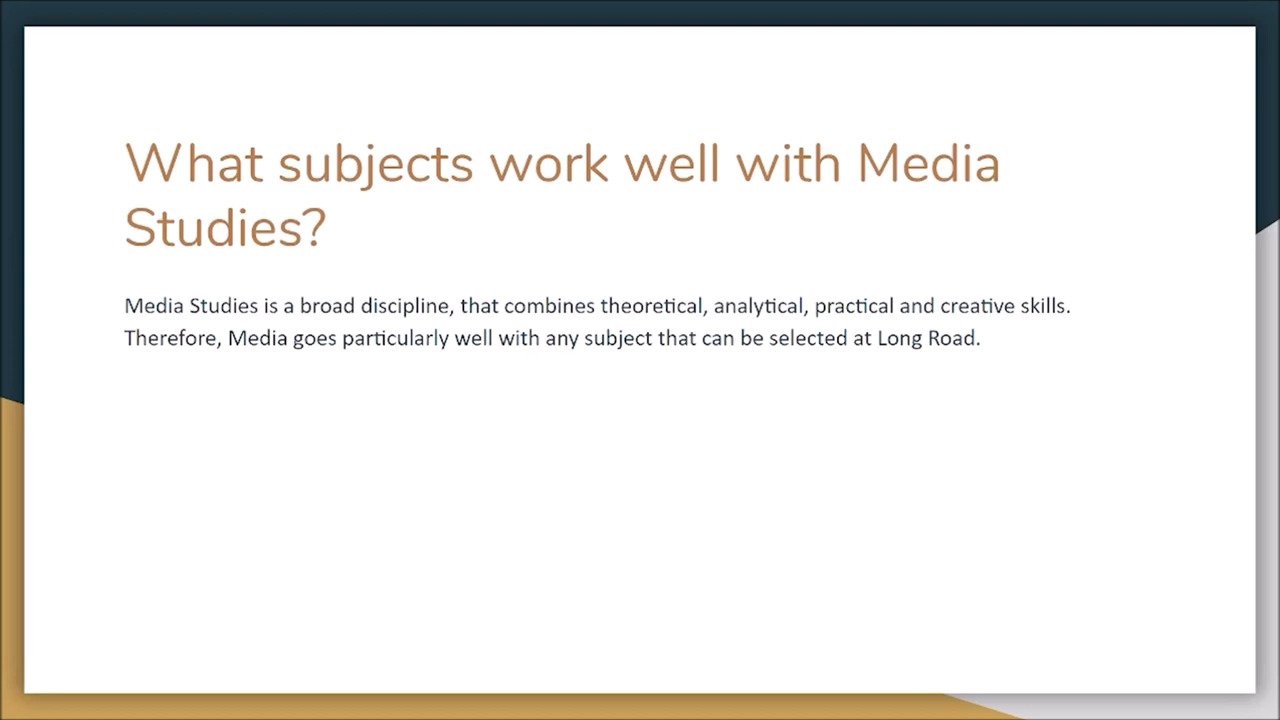 What subjects work well with Media
Studies?
Media Studies is a broad discipline, that combines theoretical, analytical, practical and creative skills.
Therefore, Media goes particularly well with any subject that can be selected at Long Road.